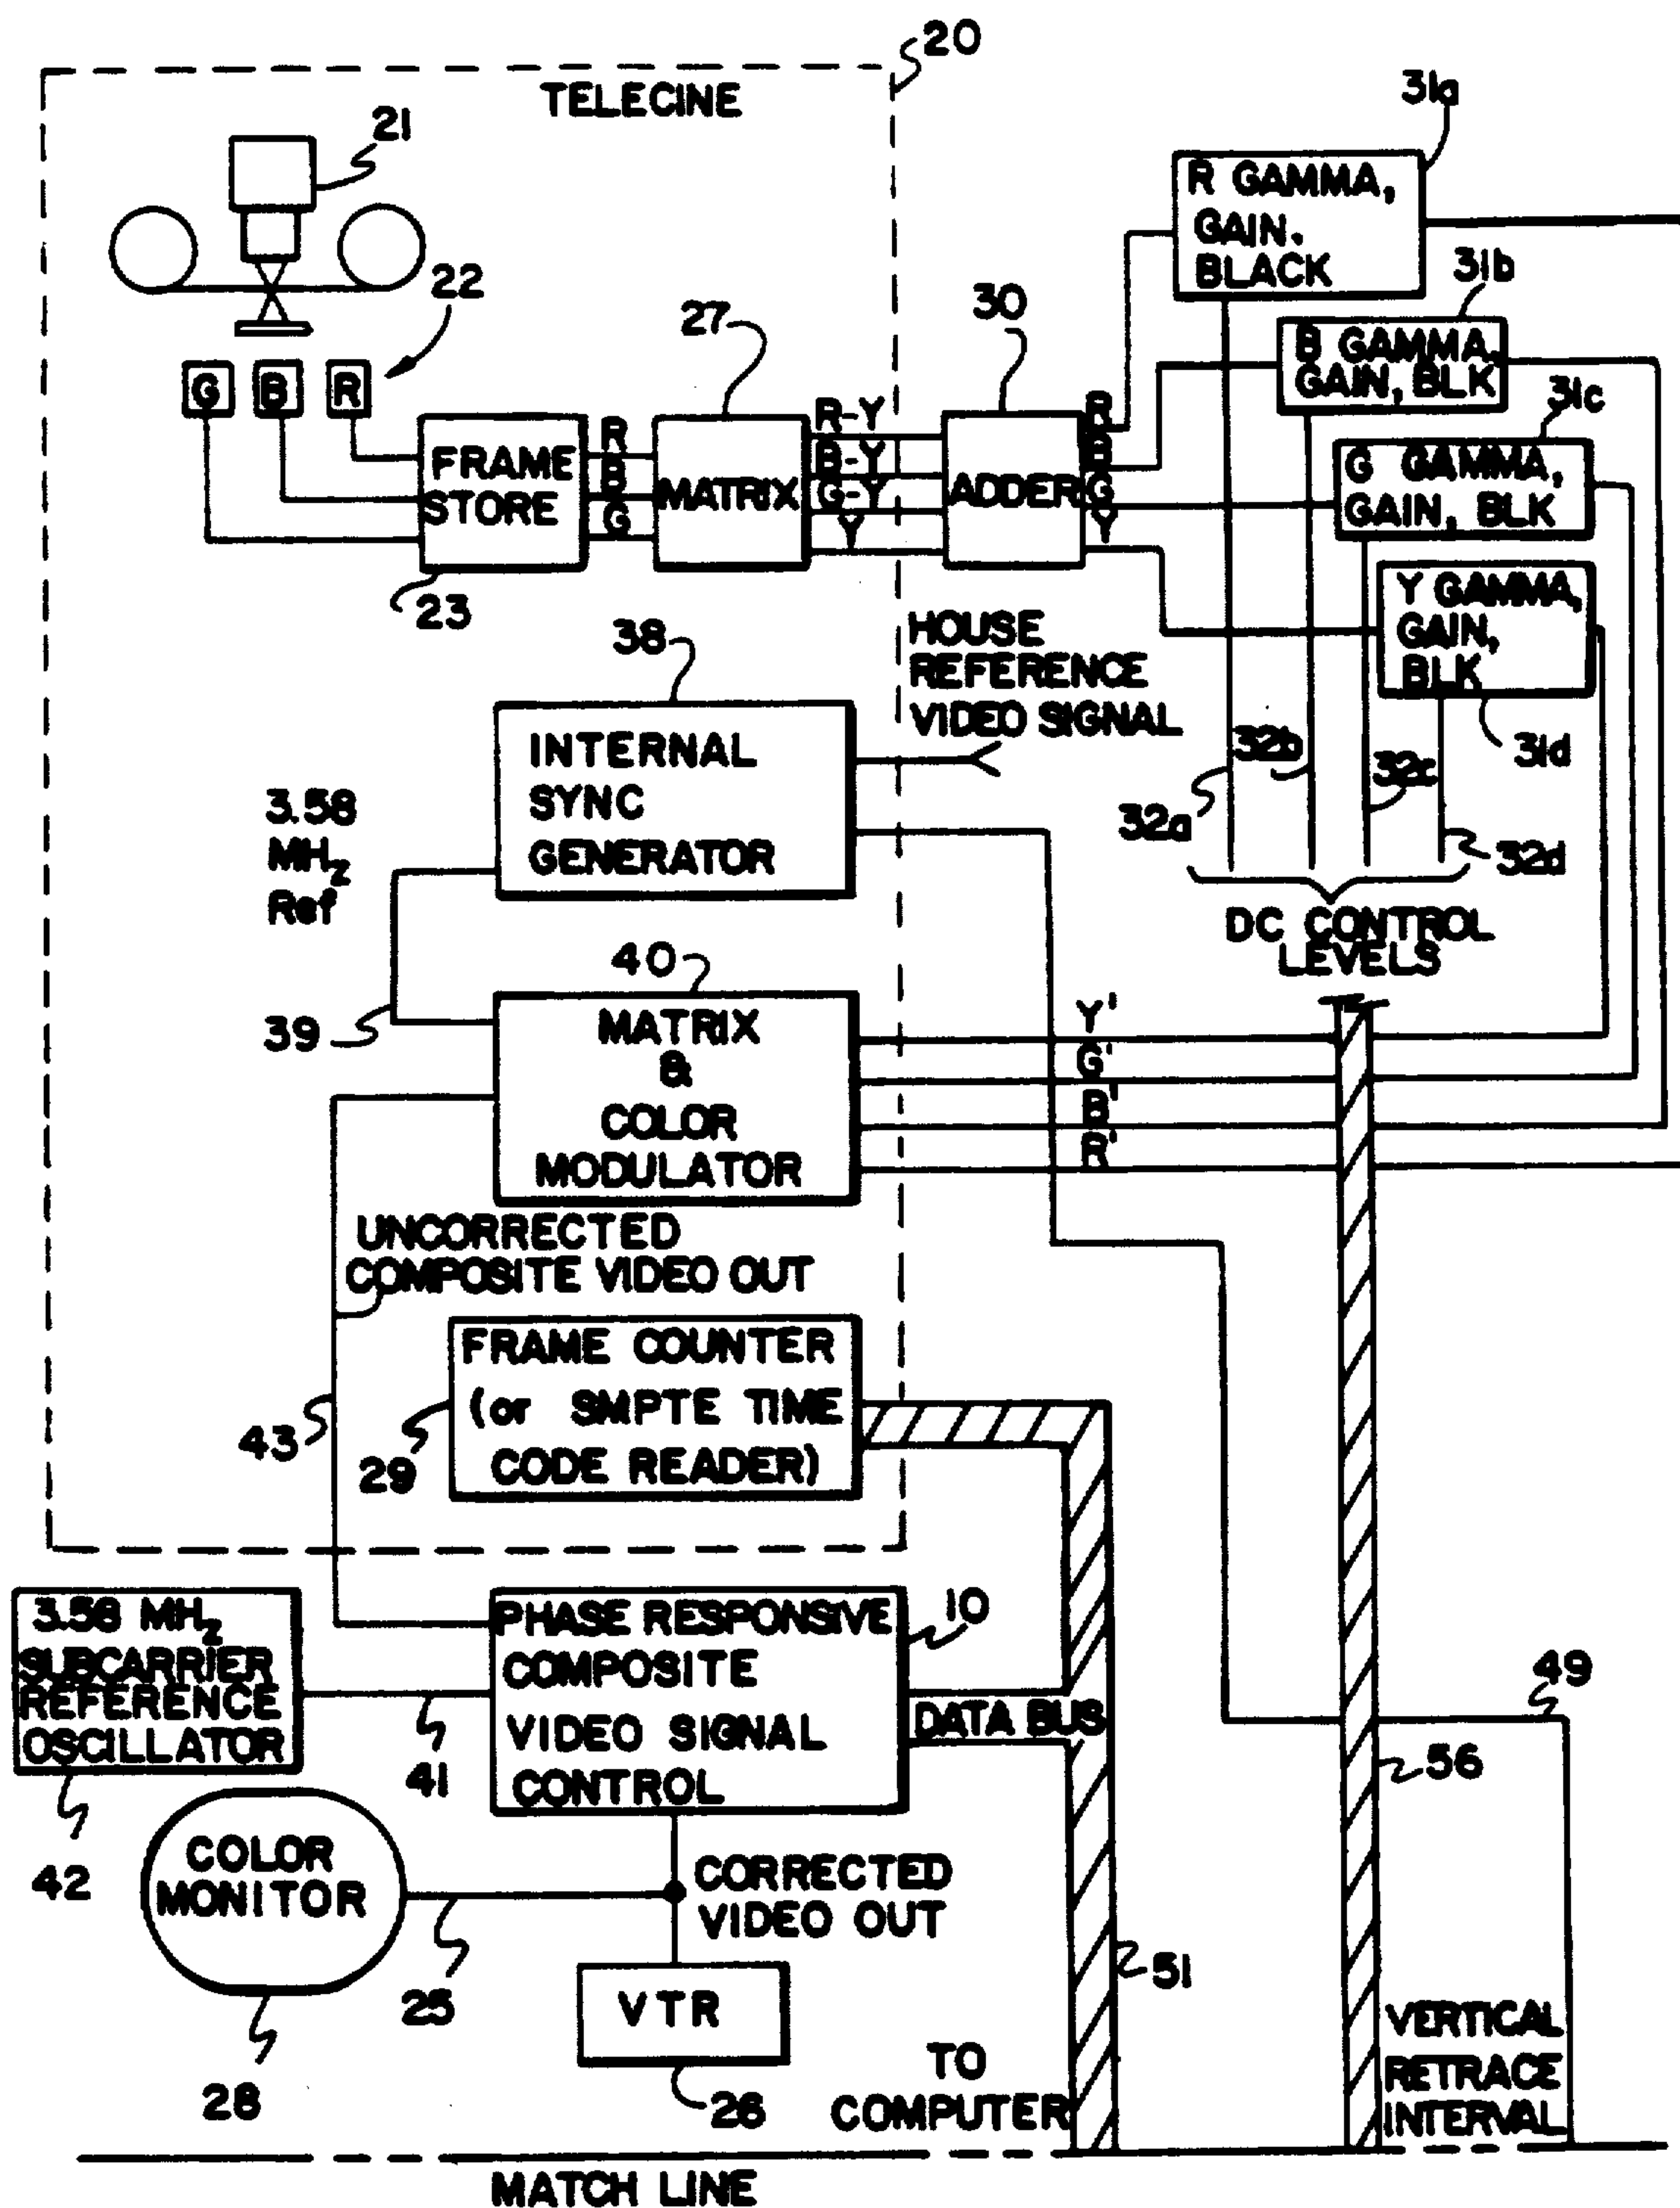 20
TELECINE
21
31a
R GAMMA,
GAIN.
BLACK
22
27
30
31b
B GAMMA,
GAIN, BLK
G
B
R
31c
FRAME
STORE
R
B
G
MATRIX
R-Y
B-Y
G-Y
Y
ADDER
R
B
G
Y
G GAMMA,
GAIN, BLK
23
Y GAMMA,
GAIN,
BLK
31d
38
HOUSE
REFERENCE
VIDEO SIGNAL
INTERNAL
SYNC
GENERATOR
32b
32c
32a
32d
3.58
MHz
Ref
DC CONTROL
LEVELS
40
39
MATRIX
&
COLOR
MODULATOR
Y'
G'
B'
R'
UNCORRECTED
COMPOSITE VIDEO OUT
FRAME COUNTER
(or SMPTE TIME
CODE READER)
43
29
3.58 MHz
SUBCARRIER
REFERENCE
OSCILLATOR
PHASE RESPONSIVE
COMPOSITE
VIDEO SIGNAL
CONTROL
10
DATA BUS
49
56
41
42
COLOR
MONITOR
CORRECTED
VIDEO OUT
25
51
VTR
28
26
TO
COMPUTER
VERTICAL
RETRACE
INTERVAL
MATCH LINE